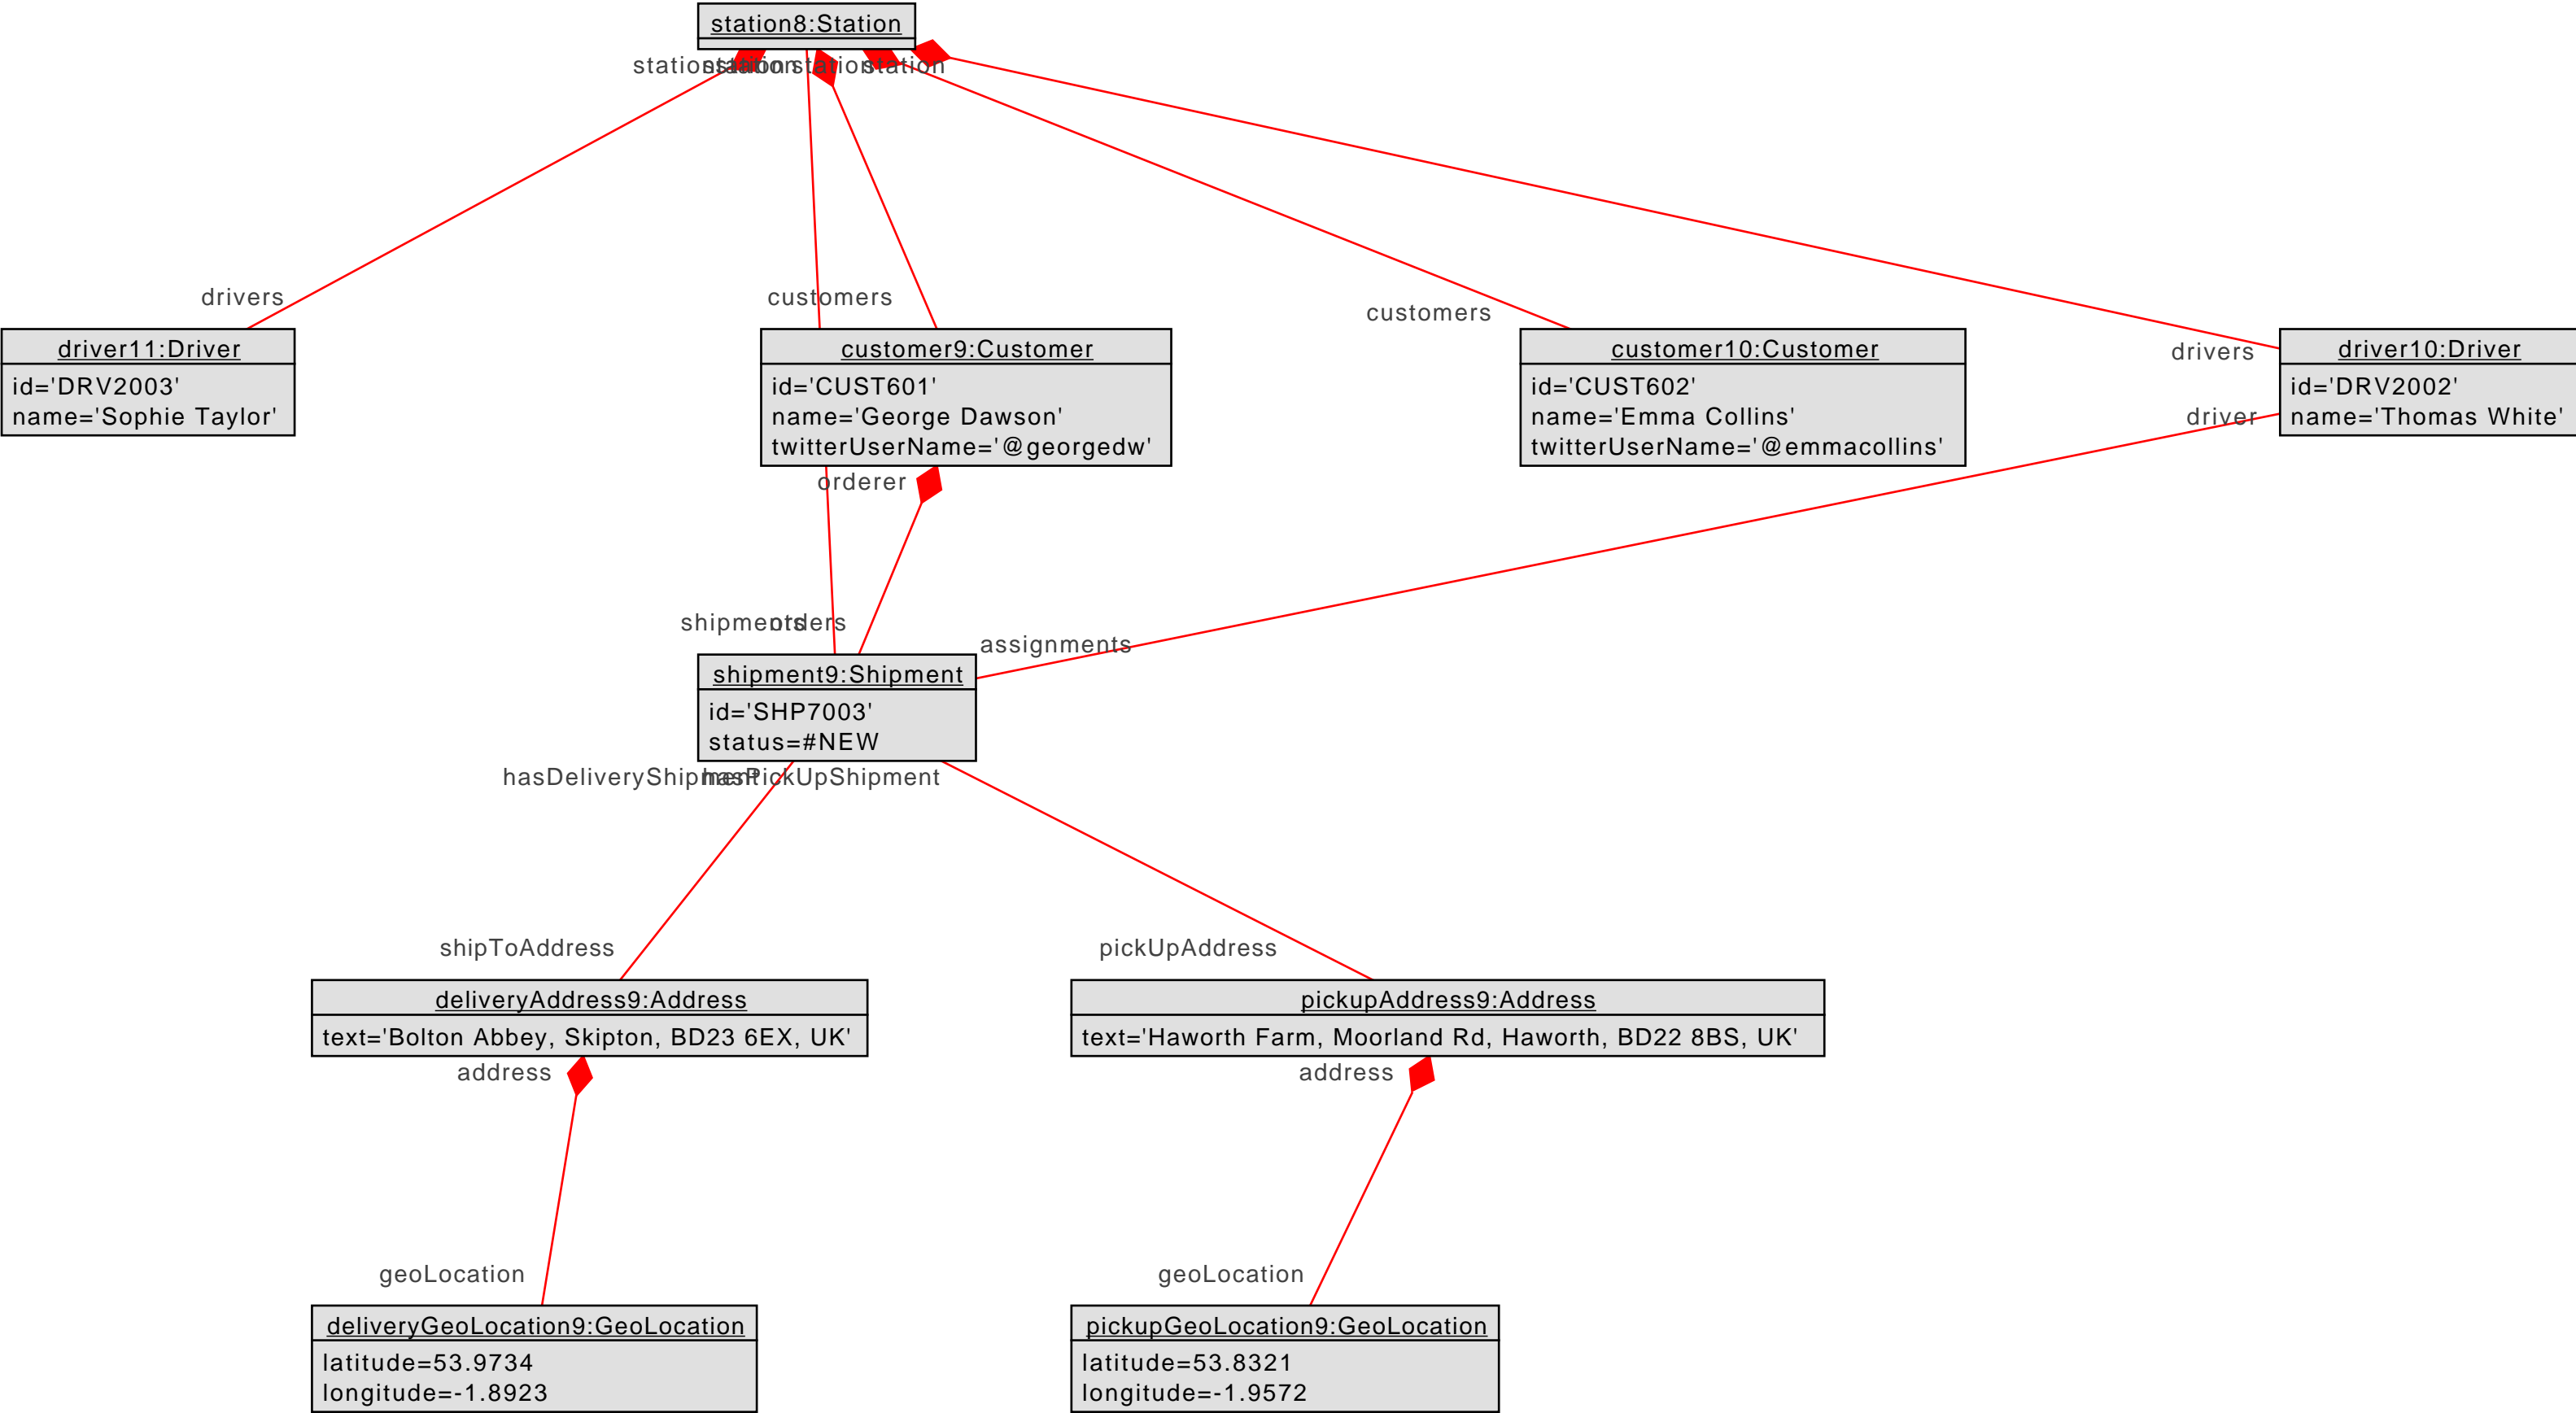 station8:Station
station station station station station
drivers
customers
customers
drivers
driver11:Driver
id='DRV2003'
name='Sophie Taylor'
customer9:Customer
id='CUST601'
name='George Dawson'
twitterUserName='@georgedw'
customer10:Customer
id='CUST602'
name='Emma Collins'
twitterUserName='@emmacollins'
driver10:Driver
id='DRV2002'
name='Thomas White'
driver
orderer
shipments
orders
assignments
shipment9:Shipment
id='SHP7003'
status=#NEW
hasDeliveryShipment
hasPickUpShipment
shipToAddress
pickUpAddress
deliveryAddress9:Address
text='Bolton Abbey, Skipton, BD23 6EX, UK'
pickupAddress9:Address
text='Haworth Farm, Moorland Rd, Haworth, BD22 8BS, UK'
address
address
geoLocation
geoLocation
deliveryGeoLocation9:GeoLocation
latitude=53.9734
longitude=-1.8923
pickupGeoLocation9:GeoLocation
latitude=53.8321
longitude=-1.9572